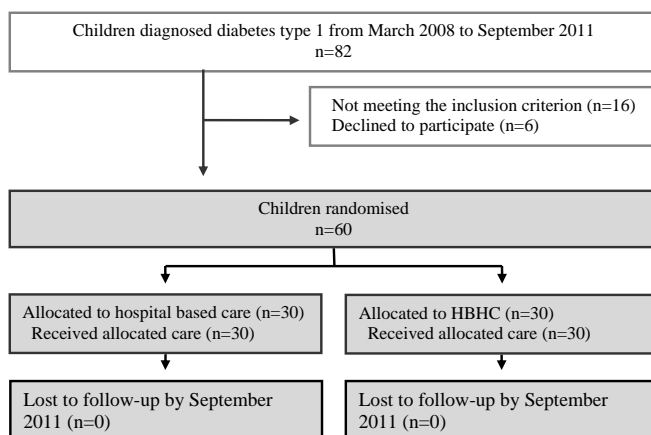 Children diagnosed diabetes type 1 from March 2008 to September 2011
n=82
Not meeting the inclusion criterion (n=16)
Declined to participate (n=6)
Children randomised
n=60
Allocated to hospital based care (n=30)
Received allocated care (n=30)
Allocated to HBHC (n=30)
Received allocated care (n=30)
Lost to follow-up by September
2011 (n=0)
Lost to follow-up by September
2011 (n=0)